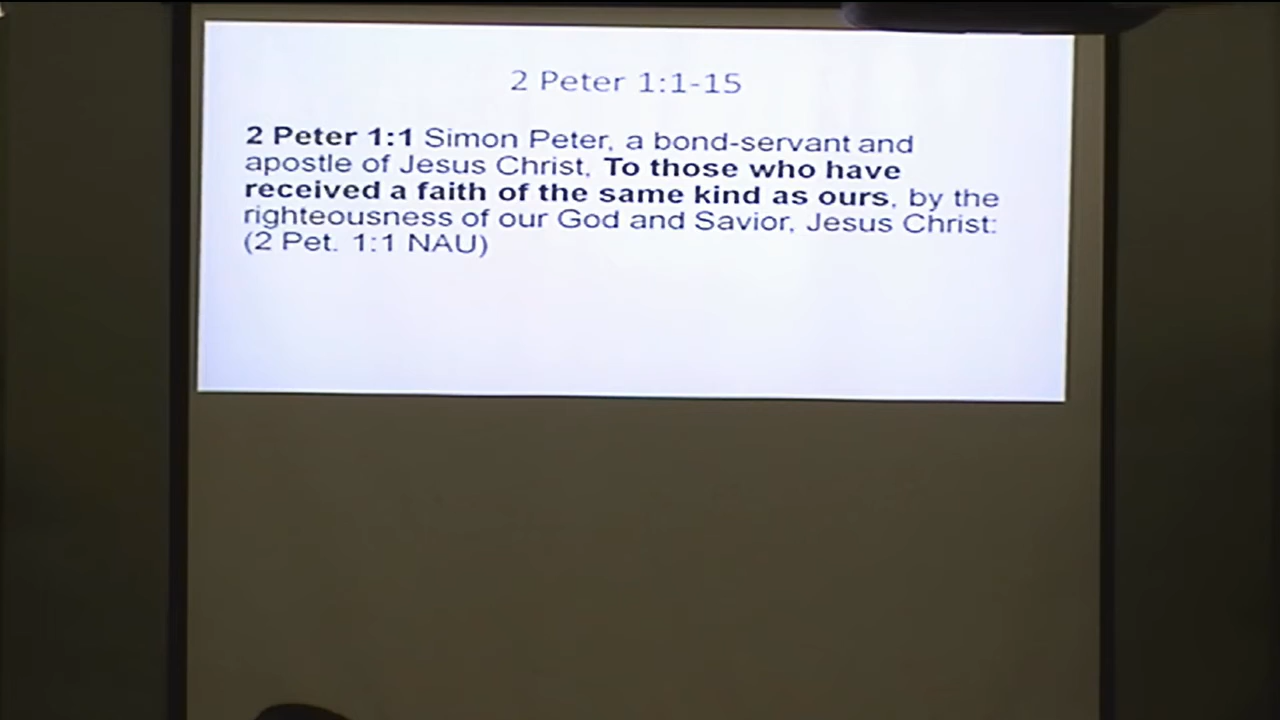 2 Peter 1:1-15
2 Peter 1:1 Simon Peter, a bond-servant and
apostle of Jesus Christ, To those who have
received a faith of the same kind as ours, by the
righteousness of our God and Savior, Jesus Christ:
(2 Pet. 1:1 NAU)